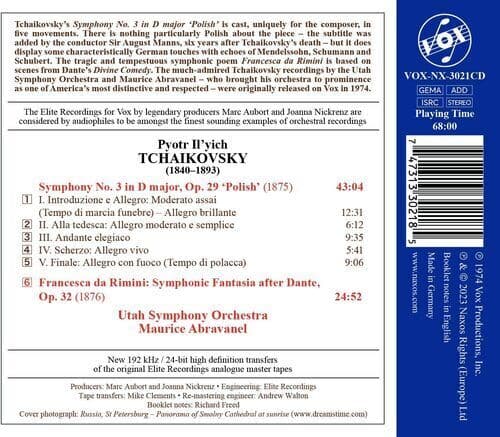 Tchaikovsky's Symphony No. 3 in D major 'Polish' is cast, uniquely for the composer, in
five movements. There is nothing particularly Polish about the piece – the subtitle was
added by the conductor Sir August Manns, six years after Tchaikovsky's death – but it does
display some characteristically German touches with echoes of Mendelssohn, Schumann and
Schubert. The tragic and tempestuous symphonic poem Francesca da Rimini is based on
scenes from Dante's Divine Comedy. The much-admired Tchaikovsky recordings by the Utah
Symphony Orchestra and Maurice Abravanel – who brought his orchestra to prominence
as one of America's most distinctive and respected – were originally released on Vox in 1974.
The Elite Recordings for Vox by legendary producers Marc Aubort and Joanna Nickrenz are
considered by audiophiles to be amongst the finest sounding examples of orchestral recordings
Pyotr Il'yich
TCHAIKOVSKY
(1840–1893)
Symphony No. 3 in D major, Op. 29 'Polish' (1875) 43:04
1 I. Introduzione e Allegro: Moderato assai
(Tempo di marcia funebre) – Allegro brillante 12:31
2 II. Alla tedesca: Allegro moderato e semplice 6:12
3 III. Andante elegiaco 9:35
4 IV. Scherzo: Allegro vivo 5:41
5 V. Finale: Allegro con fuoco (Tempo di polacca) 9:06
6 Francesca da Rimini: Symphonic Fantasia after Dante,
Op. 32 (1876) 24:52
Utah Symphony Orchestra
Maurice Abravanel
New 192 kHz / 24-bit high definition transfers
of the original Elite Recordings analogue master tapes
Producers: Marc Aubort and Joanna Nickrenz • Engineering: Elite Recordings
Tape transfers: Mike Clements • Re-mastering engineer: Andrew Walton
Booklet notes: Richard Freed
Cover photograph: Russia, St Petersburg – Panorama of Smolny Cathedral at sunrise (www.dreamstime.com)
VOX
VOX-NX-3021CD
GEMA ADD
ISRC STEREO
Playing Time
68:00
7 47313 30218 5
℗ 1974 Vox Productions, Inc.
℗ & © 2023 Naxos Rights (Europe) Ltd
Booklet notes in English
Made in Germany
www.naxos.com